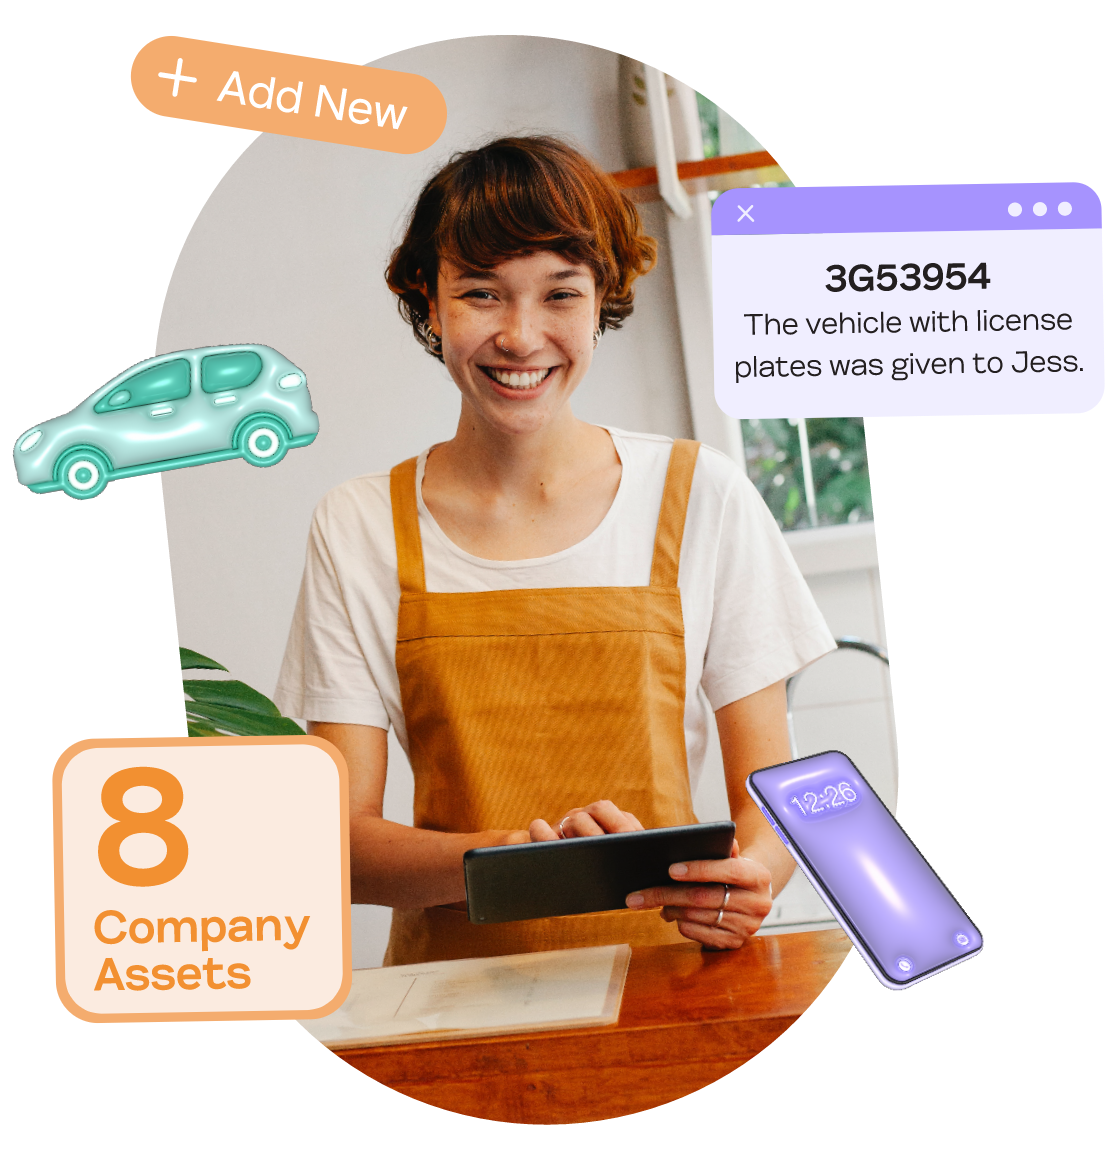 + Add New
3G53954
The vehicle with license
plates was given to Jess.
12:26
8
Company
Assets